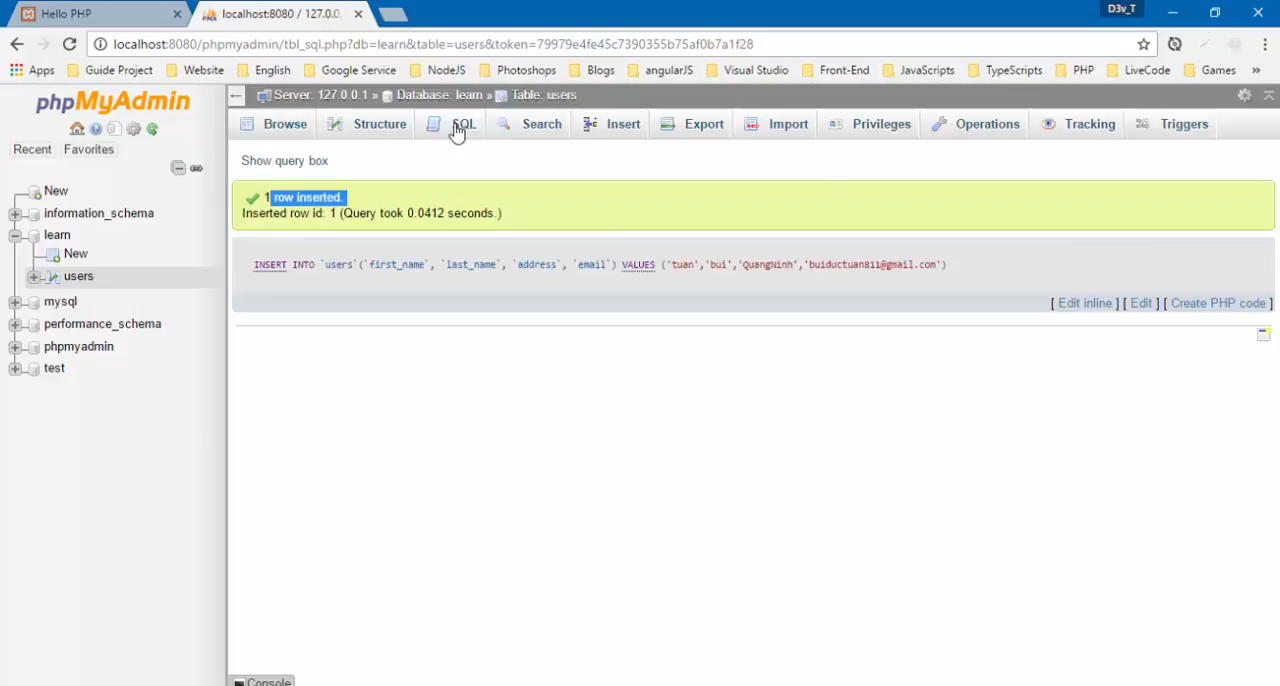 Hello PHP
localhost:8080 / 127.0.0.
D3v_T
localhost:8080/phpmyadmin/tbl_sql.php?db=learn&table=users&token=79979e4fe45c7390355b75af0b7a1f28
Apps Guide Project Website English Google Service NodeJS Photoshops Blogs angularJS Visual Studio Front-End JavaScripts TypeScripts PHP LiveCode Games »
phpMyAdmin
Recent Favorites
New
information_schema
learn
New
users
mysql
performance_schema
phpmyadmin
test
Server: 127.0.0.1 » Database: learn » Table: users
Browse Structure SQL Search Insert Export Import Privileges Operations Tracking Triggers
Show query box
1 row inserted.
Inserted row id: 1 (Query took 0.0412 seconds.)
INSERT INTO `users`(`first_name`, `last_name`, `address`, `email`) VALUES ('tuan','bui','QuangNinh','buiductuan811@gmail.com')
[ Edit inline ] [ Edit ] [ Create PHP code ]
Console